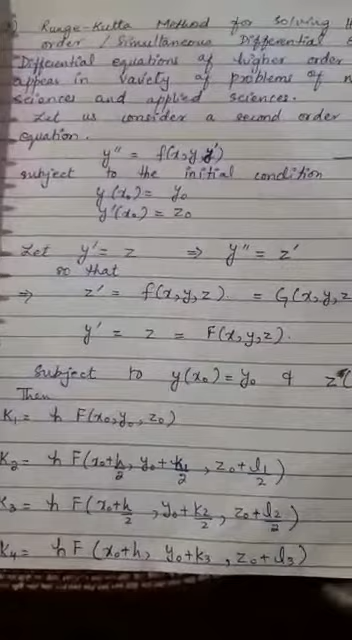 Runge-Kutta Method for Solving
order / Simultaneous Differential
Differential equations of higher order
appear in variety of problems of
sciences and applied sciences.
Let us consider a second order
equation.
y'' = f(x,y,y')
subject to the initial condition
y(x₀) = y₀
y'(x₀) = z₀
Let y' = z ⇒ y'' = z'
so that
⇒ z' = f(x,y,z). = G(x,y,z
y' = z = F(x,y,z).
Subject to y(x₀) = y₀ & z(
Then
K₁ = h F(x₀,y₀,z₀)
K₂ = h F(x₀+h/2, y₀+k₁/2, z₀+l₁/2)
K₃ = h F(x₀+h/2, y₀+k₂/2, z₀+l₂/2)
K₄ = h F(x₀+h, y₀+k₃, z₀+l₃)